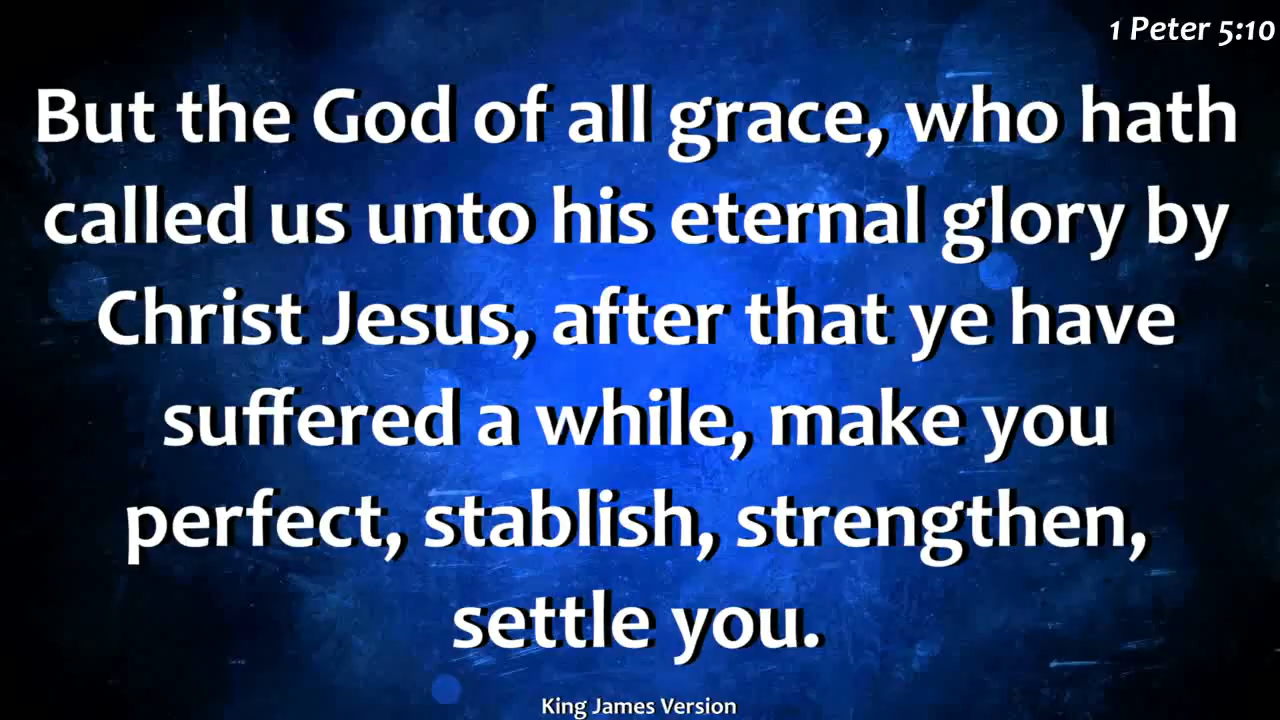 1 Peter 5:10
But the God of all grace, who hath
called us unto his eternal glory by
Christ Jesus, after that ye have
suffered a while, make you
perfect, stablish, strengthen,
settle you.
King James Version